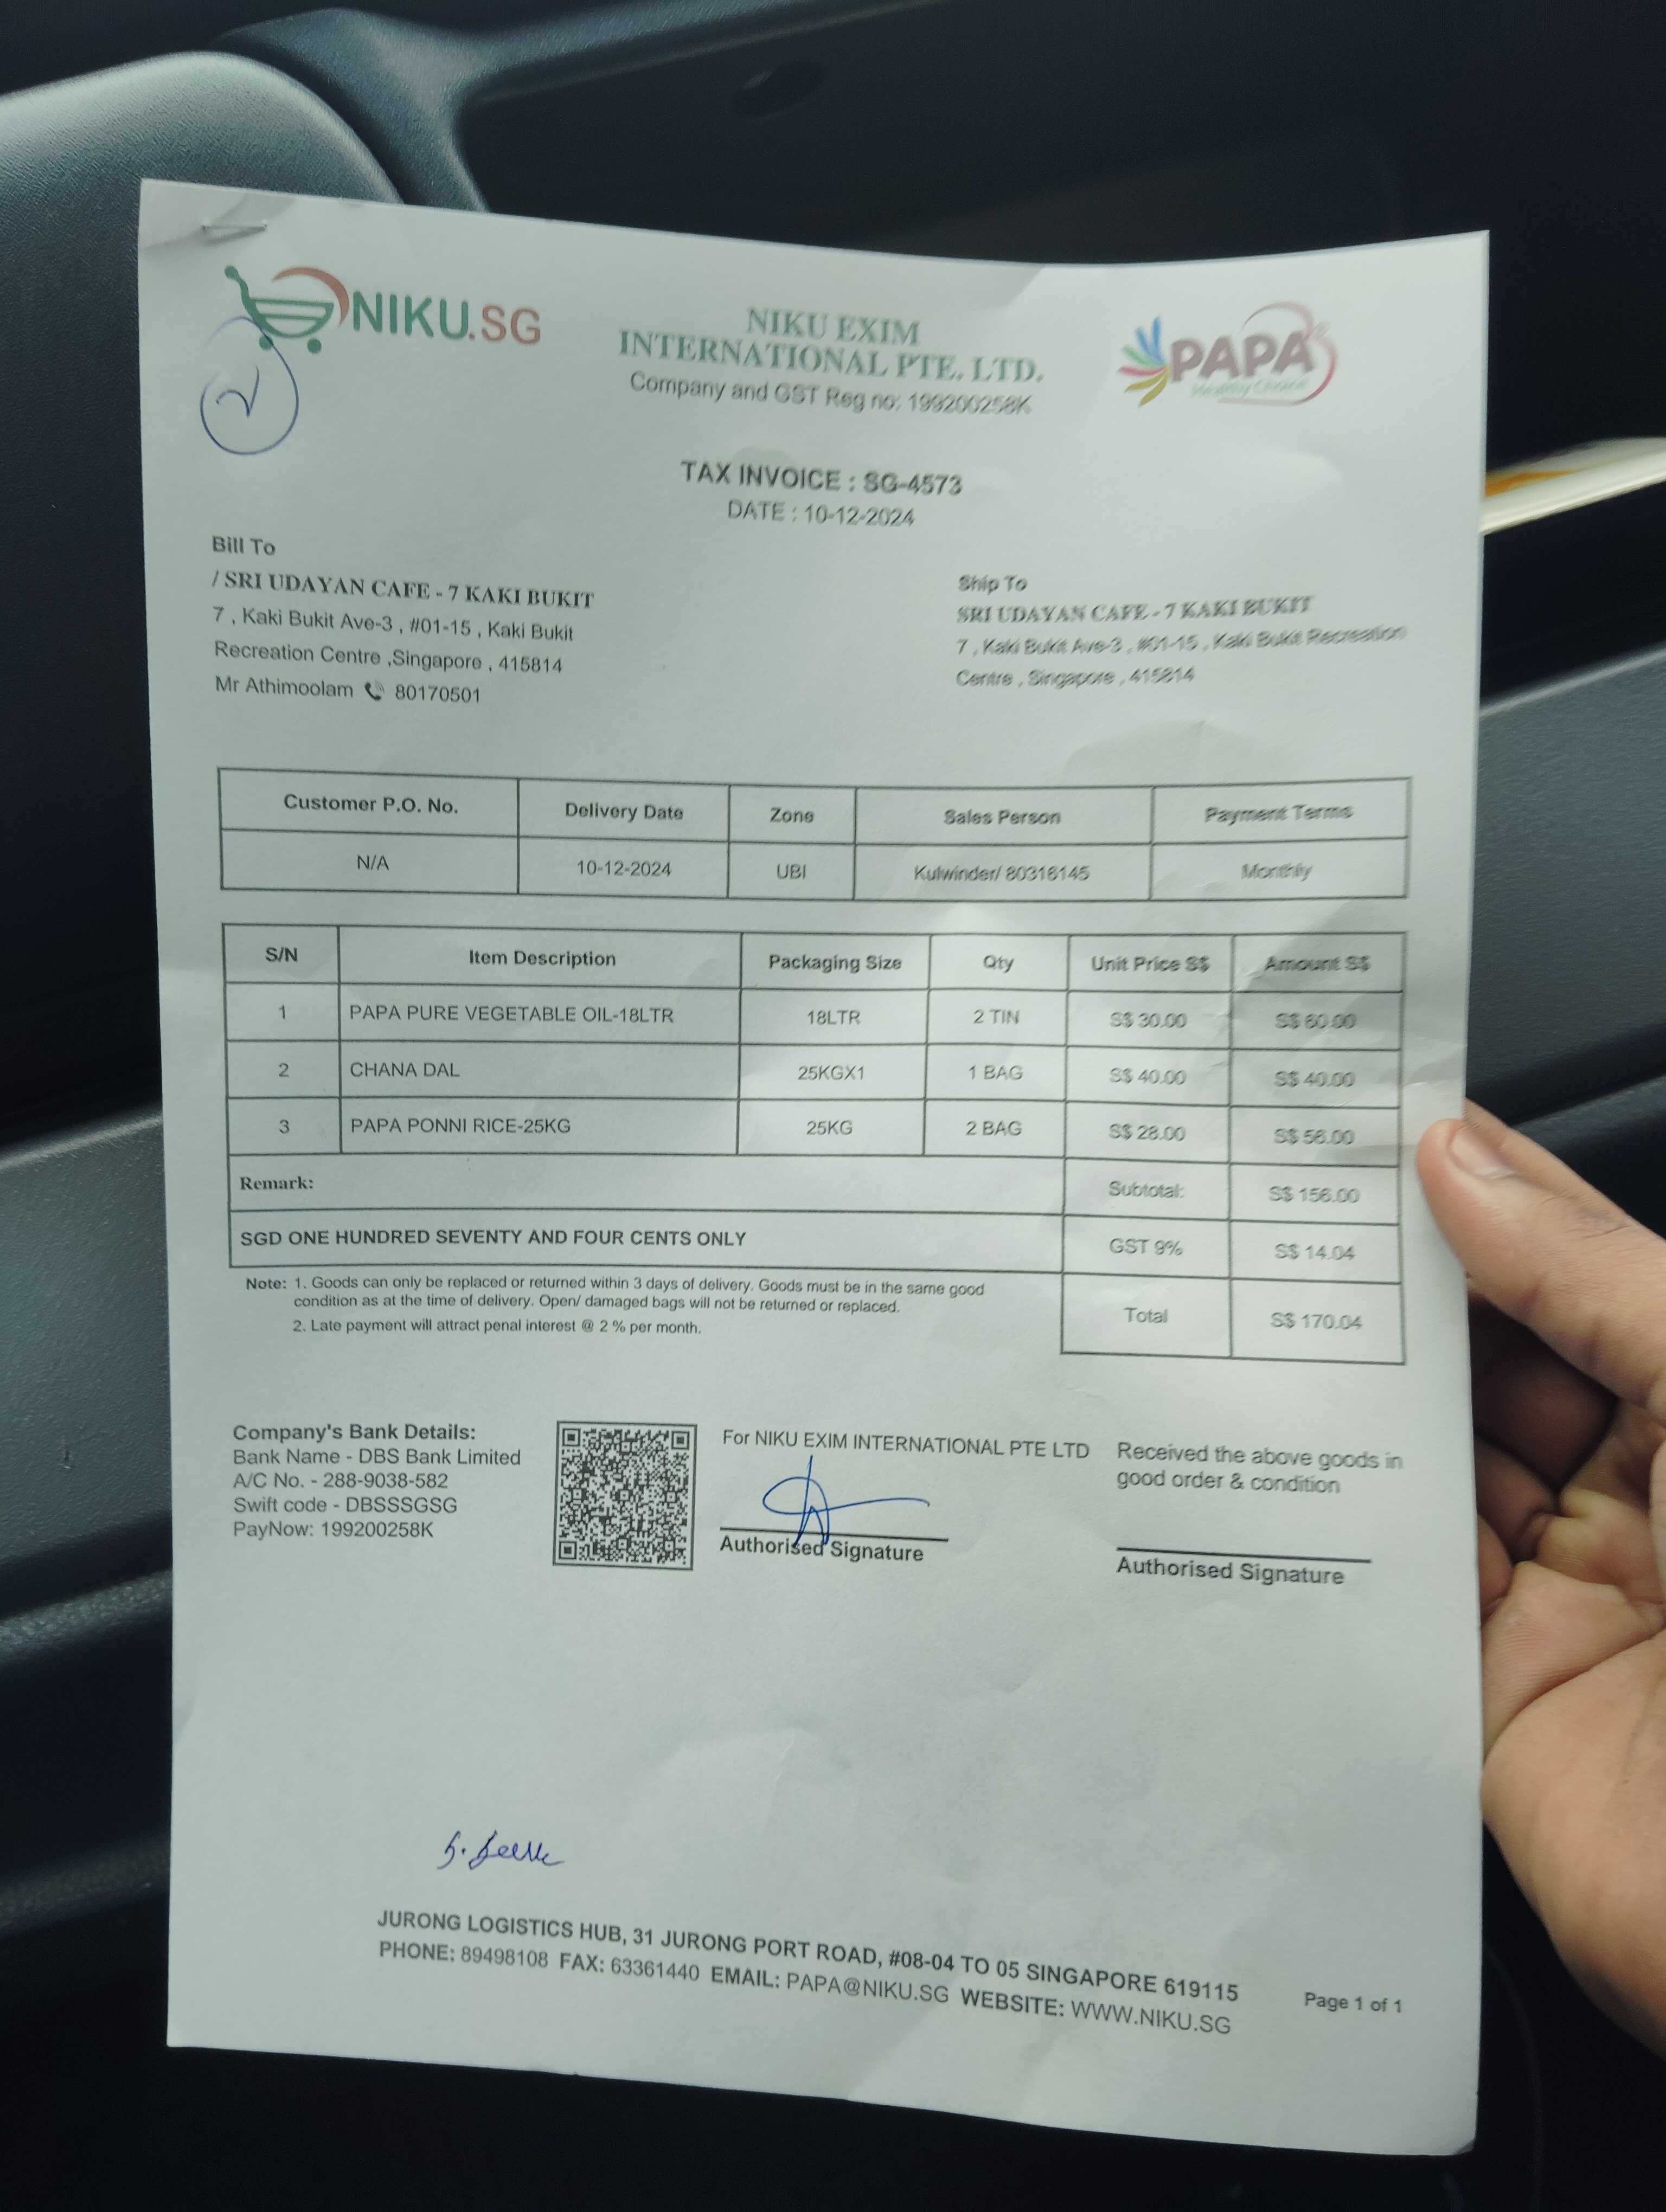 NIKU.SG
NIKU EXIM
INTERNATIONAL PTE. LTD.
Company and GST Reg no: 199200258K
PAPA
Healthy Choice
2
TAX INVOICE : SG-4573
DATE : 10-12-2024
Bill To
/ SRI UDAYAN CAFE - 7 KAKI BUKIT
7 , Kaki Bukit Ave-3 , #01-15 , Kaki Bukit
Recreation Centre ,Singapore , 415814
Mr Athimoolam 80170501
Ship To
SRI UDAYAN CAFE - 7 KAKI BUKIT
7 , Kaki Bukit Ave-3 , #01-15 , Kaki Bukit Recreation
Centre , Singapore , 415814
Customer P.O. No. Delivery Date Zone Sales Person Payment Terms
N/A 10-12-2024 UBI Kulwinder/ 80316145 Monthly
S/N Item Description Packaging Size Qty Unit Price S$ Amount S$
1 PAPA PURE VEGETABLE OIL-18LTR 18LTR 2 TIN S$ 30.00 S$ 60.00
2 CHANA DAL 25KGX1 1 BAG S$ 40.00 S$ 40.00
3 PAPA PONNI RICE-25KG 25KG 2 BAG S$ 28.00 S$ 56.00
Remark: Subtotal: S$ 156.00
SGD ONE HUNDRED SEVENTY AND FOUR CENTS ONLY GST 9% S$ 14.04
Total S$ 170.04
Note: 1. Goods can only be replaced or returned within 3 days of delivery. Goods must be in the same good
condition as at the time of delivery. Open/ damaged bags will not be returned or replaced.
2. Late payment will attract penal interest @ 2 % per month.
Company's Bank Details:
Bank Name - DBS Bank Limited
A/C No. - 288-9038-582
Swift code - DBSSSGSG
PayNow: 199200258K
For NIKU EXIM INTERNATIONAL PTE LTD
Authorised Signature
Received the above goods in
good order & condition
Authorised Signature
JURONG LOGISTICS HUB, 31 JURONG PORT ROAD, #08-04 TO 05 SINGAPORE 619115
PHONE: 89498108 FAX: 63361440 EMAIL: PAPA@NIKU.SG WEBSITE: WWW.NIKU.SG
Page 1 of 1